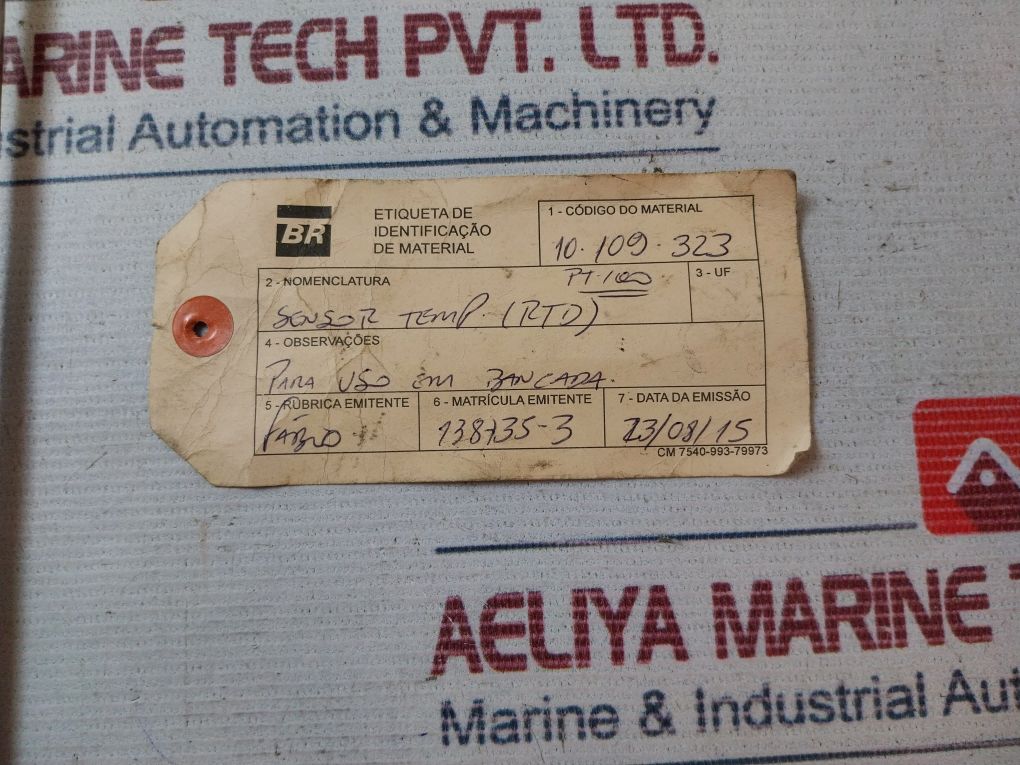 ARINE TECH PVT. LTD.
strial Automation & Machinery
BR
ETIQUETA DE
IDENTIFICAÇÃO
DE MATERIAL
1 - CÓDIGO DO MATERIAL
10.109.323
2 - NOMENCLATURA
PT-100
SENSOR TEMP. (RTD)
3 - UF
4 - OBSERVAÇÕES
PARA USO EM BANCADA.
5 - RUBRICA EMITENTE
6 - MATRÍCULA EMITENTE
138735-3
7 - DATA DA EMISSÃO
23/08/15
CM 7540-993-79973
AELIYA MARINE T
Marine & Industrial Aut